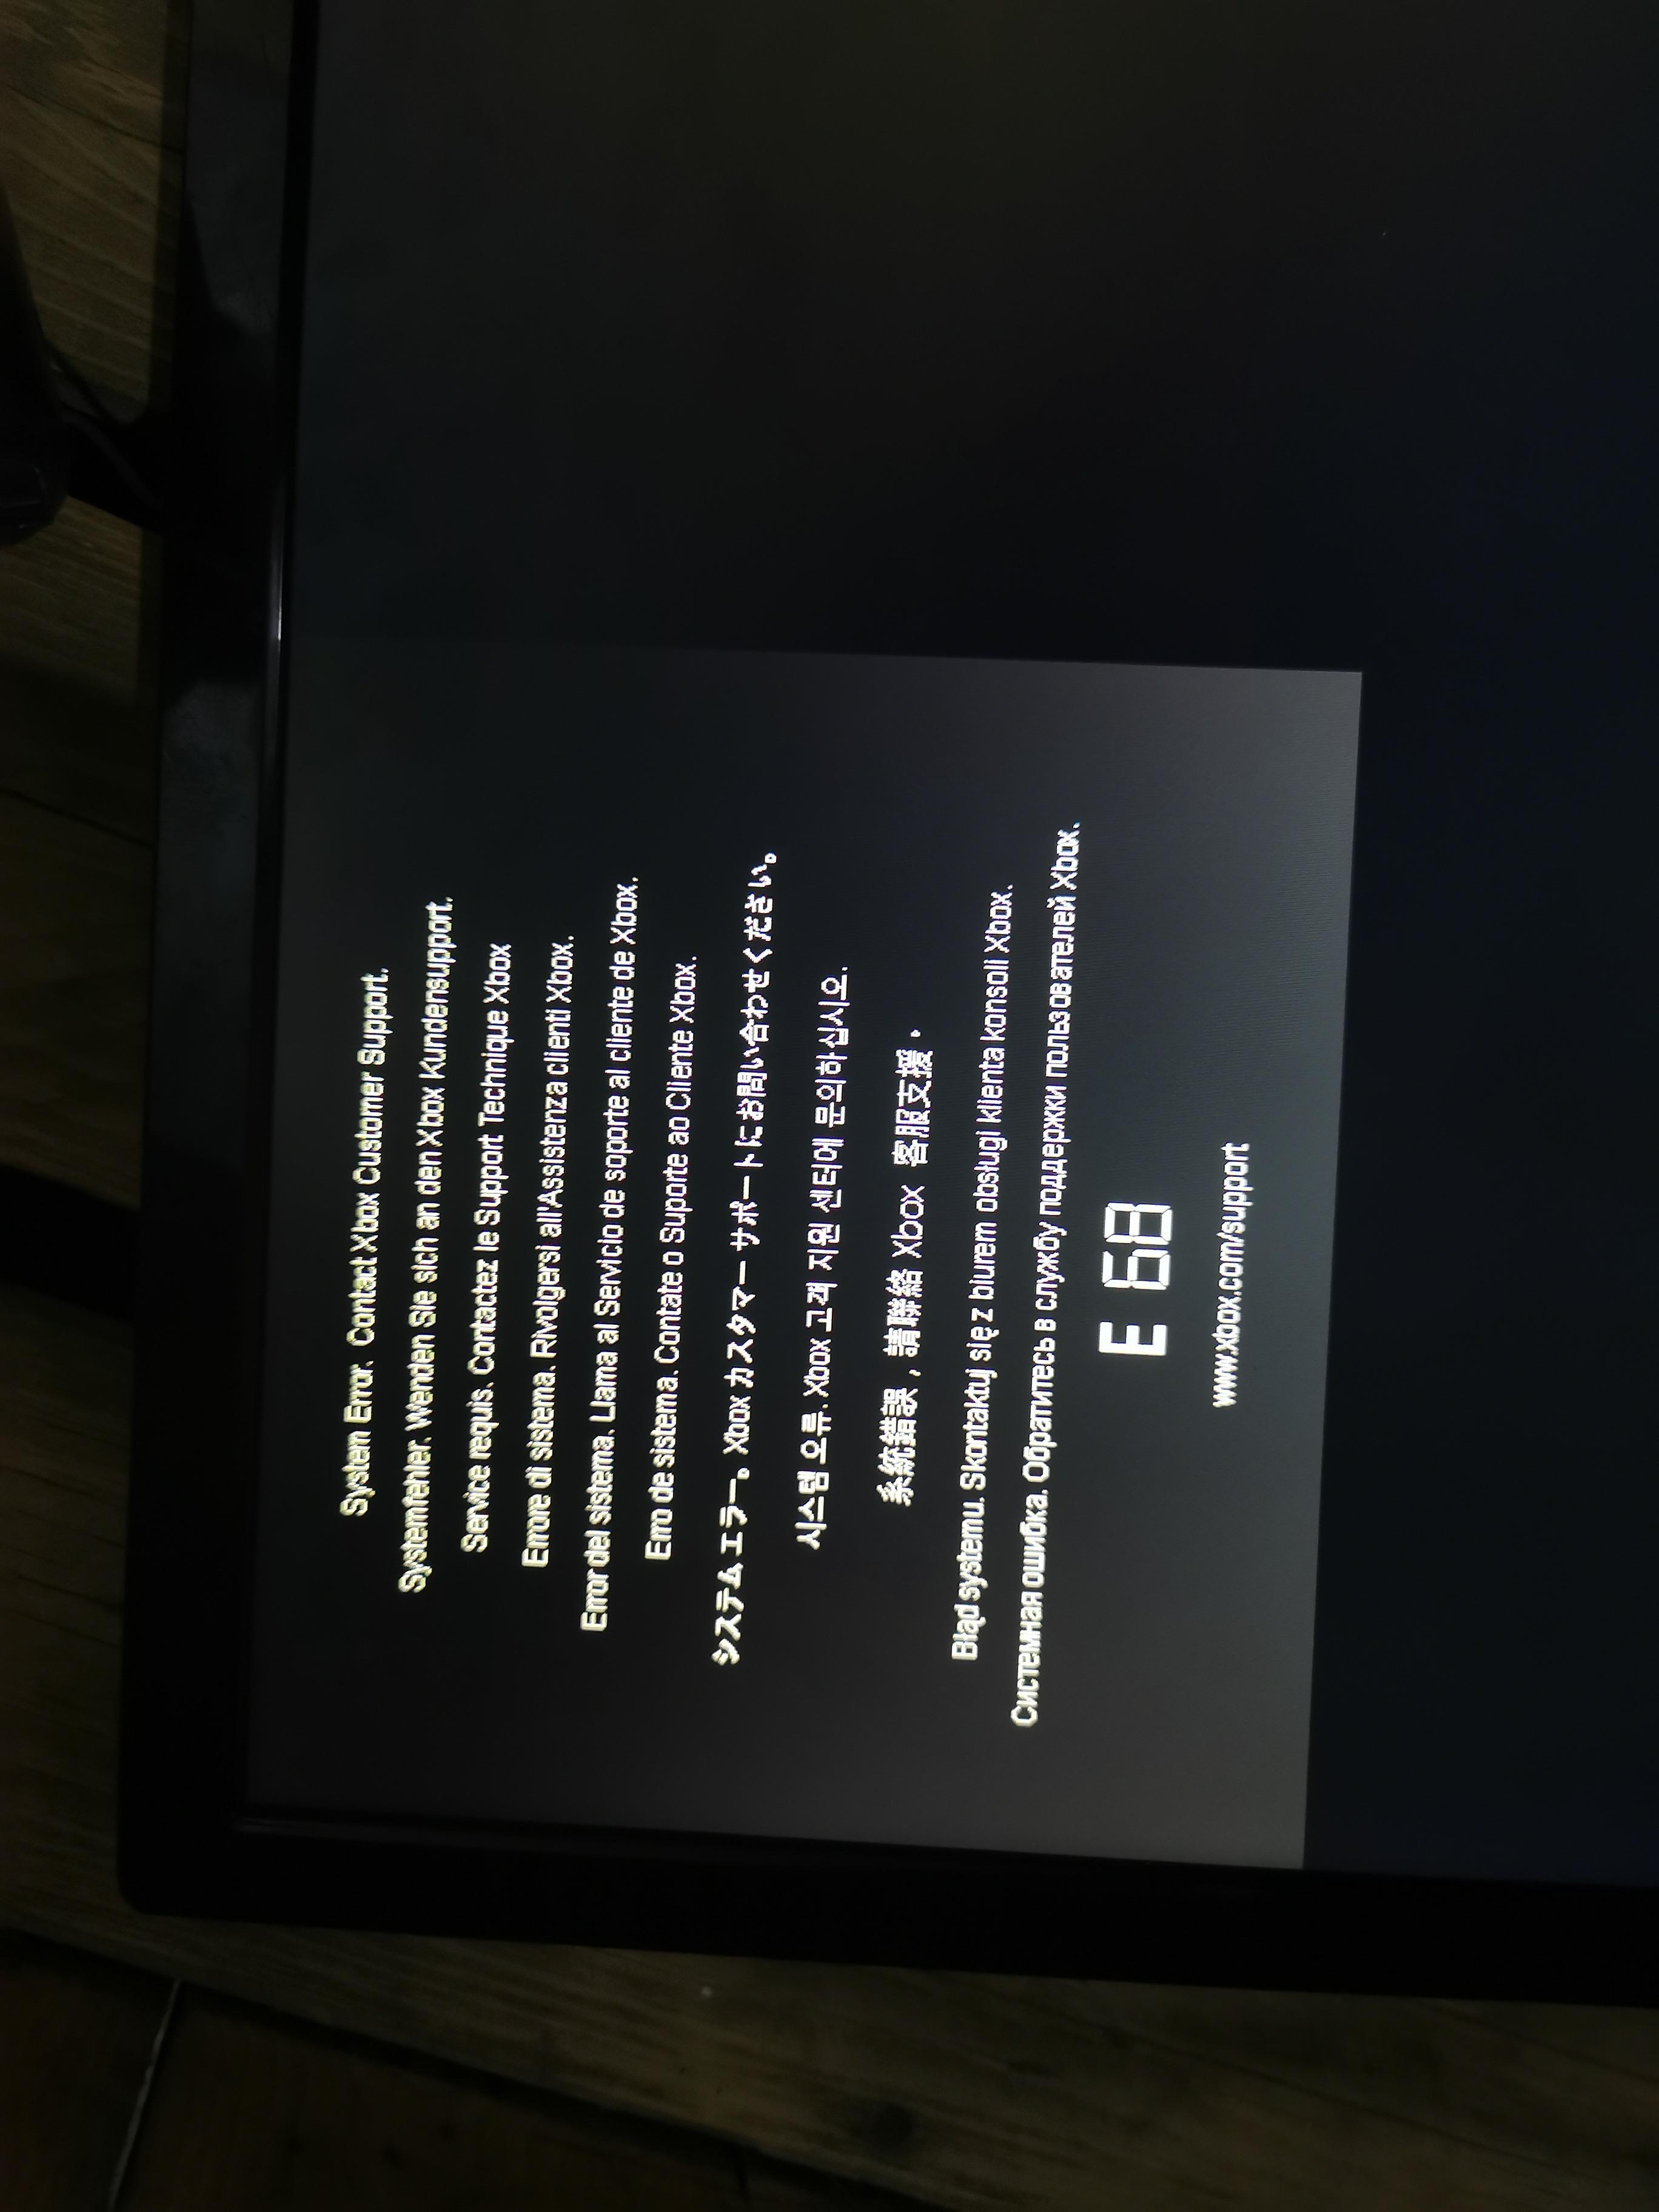 System Error.  Contact Xbox Customer Support.
Systemfehler. Wenden Sie sich an den Xbox Kundensupport.
Service requis. Contactez le Support Technique Xbox
Errore di sistema. Rivolgersi all'Assistenza clienti Xbox.
Error del sistema. Llama al Servicio de soporte al cliente de Xbox.
Erro de sistema. Contate o Suporte ao Cliente Xbox.
システム エラー。Xbox カスタマー サポートにお問い合わせください。
시스템 오류. Xbox 고객 지원 센터에 문의하십시오.
系統錯誤，請聯絡 Xbox 客服支援。
Błąd systemu. Skontaktuj się z biurem obsługi klienta konsoli Xbox.
Системная ошибка. Обратитесь в службу поддержки пользователей Xbox.
E 68
www.xbox.com/support